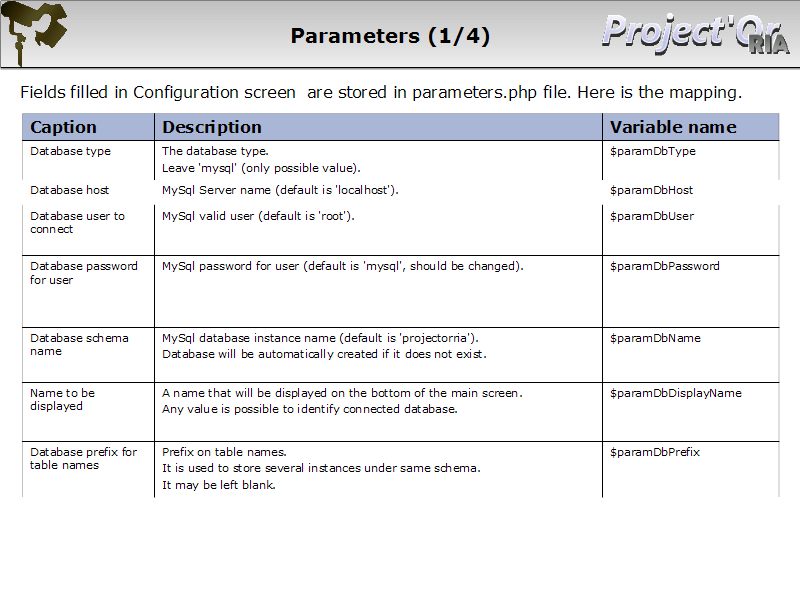 Parameters (1/4)
Project'Or
RIA
Fields filled in Configuration screen  are stored in parameters.php file. Here is the mapping.
Caption Description Variable name
Database type The database type. $paramDbType
Leave 'mysql' (only possible value).
Database host MySql Server name (default is 'localhost'). $paramDbHost
Database user to MySql valid user (default is 'root'). $paramDbUser
connect
Database password MySql password for user (default is 'mysql', should be changed). $paramDbPassword
for user
Database schema MySql database instance name (default is 'projectorria'). $paramDbName
name Database will be automatically created if it does not exist.
Name to be A name that will be displayed on the bottom of the main screen. $paramDbDisplayName
displayed Any value is possible to identify connected database.
Database prefix for Prefix on table names. $paramDbPrefix
table names It is used to store several instances under same schema.
It may be left blank.